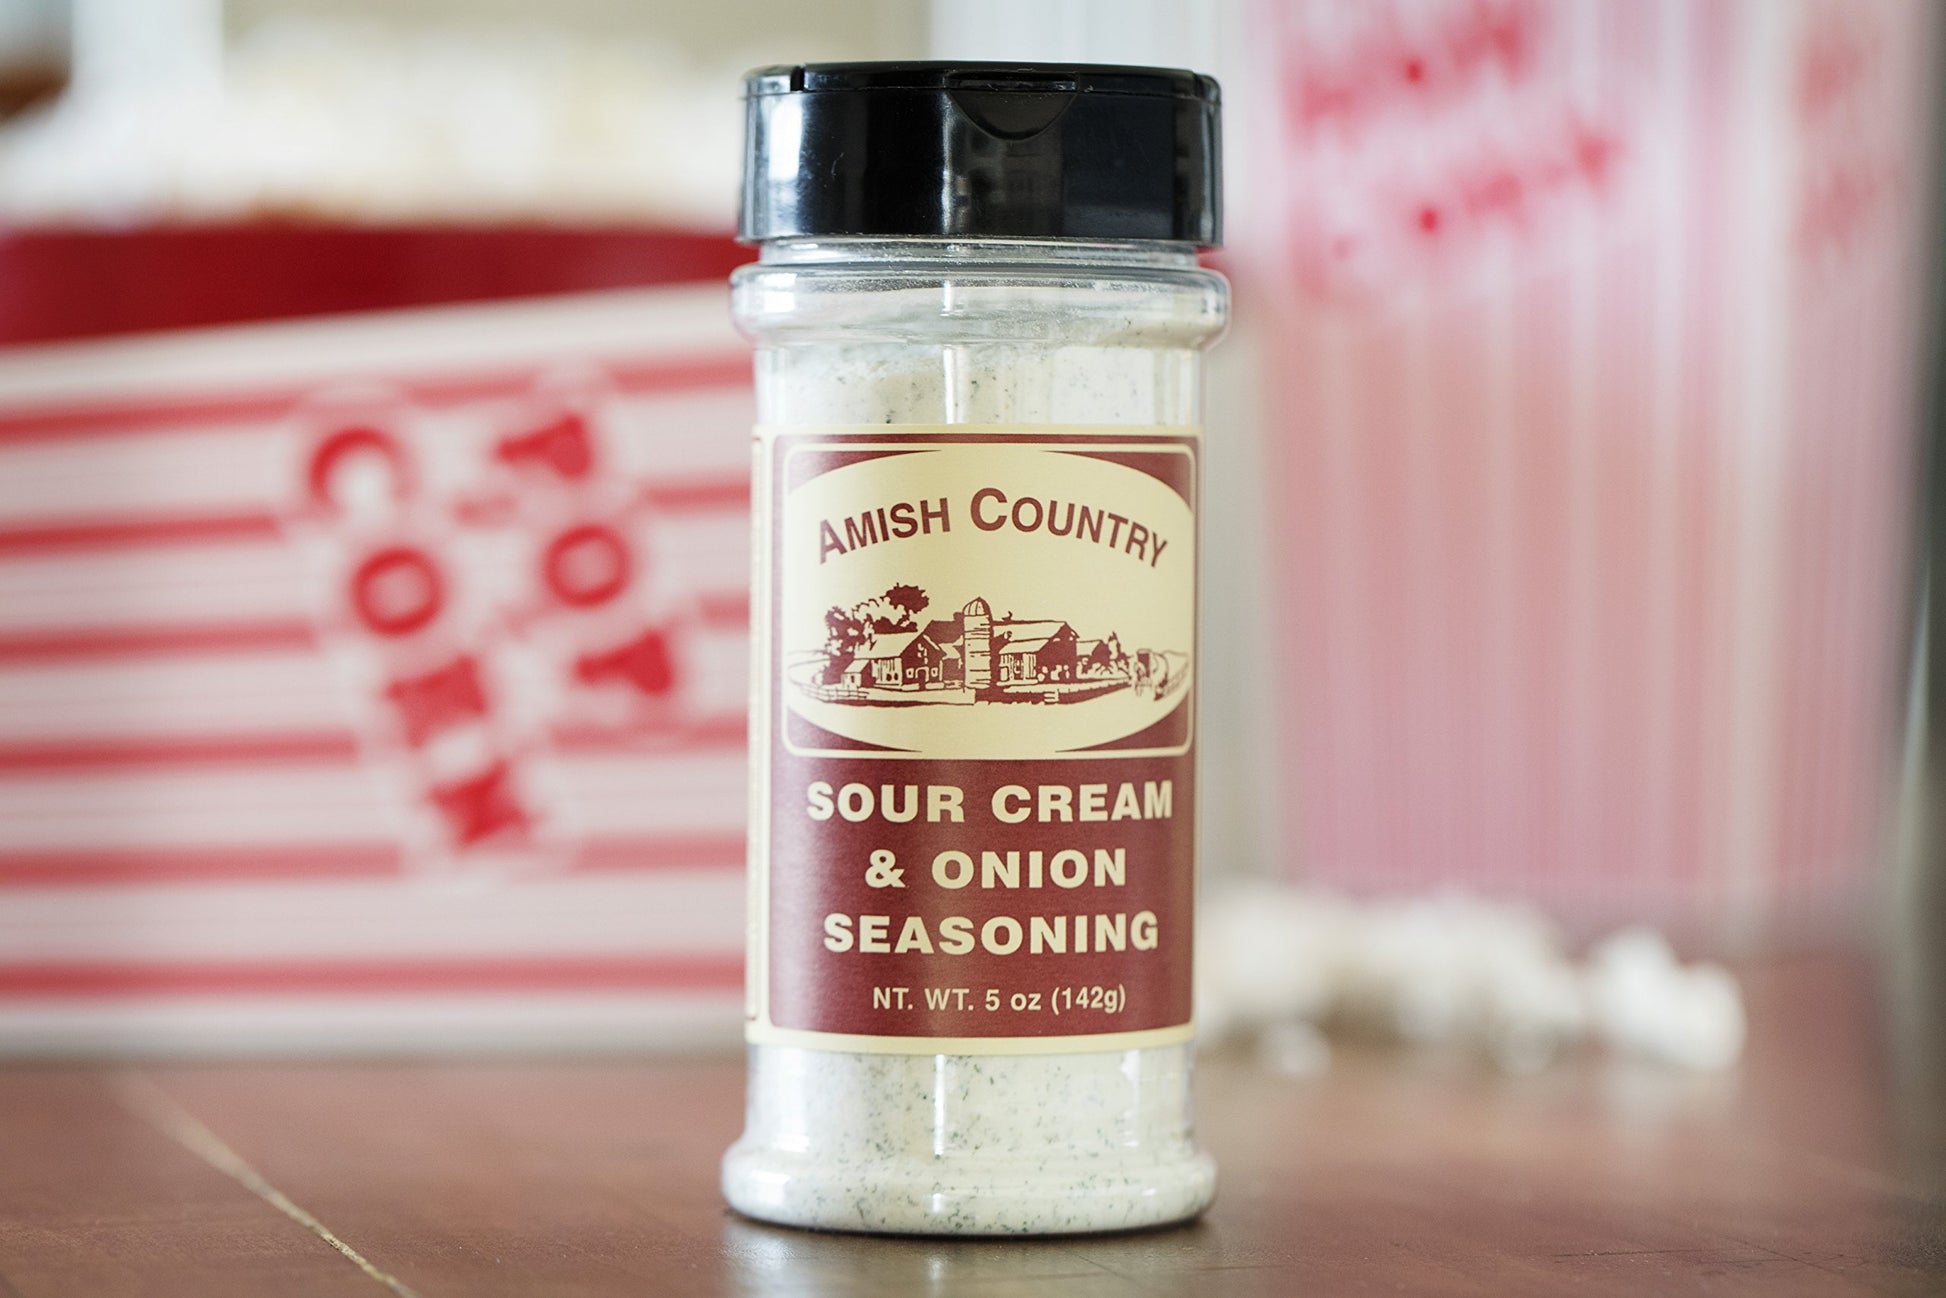 AMISH COUNTRY
SOUR CREAM
& ONION
SEASONING
NT. WT. 5 oz (142g)
POP
CORN